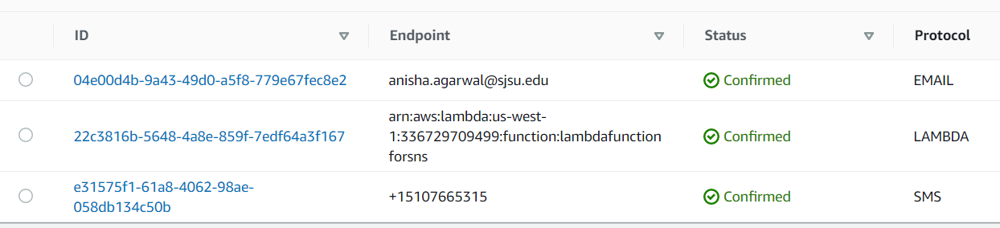 ID Endpoint Status Protocol
04e00d4b-9a43-49d0-a5f8-779e67fec8e2 anisha.agarwal@sjsu.edu Confirmed EMAIL
arn:aws:lambda:us-west-
22c3816b-5648-4a8e-859f-7edf64a3f167 1:336729709499:function:lambdafunction Confirmed LAMBDA
forsns
e31575f1-61a8-4062-98ae-
058db134c50b +15107665315 Confirmed SMS